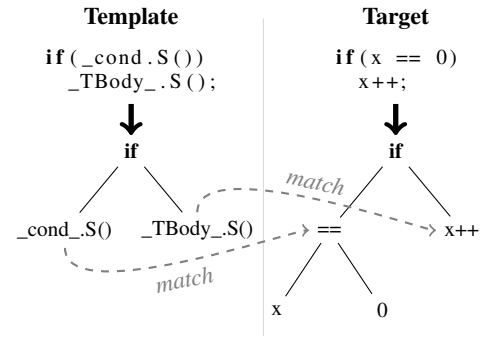 Template
Target
if(_cond.S())
_TBody_.S();
if(x == 0)
x++;
if
if
match
_cond_.S()
_TBody_.S()
==
x++
match
x
0